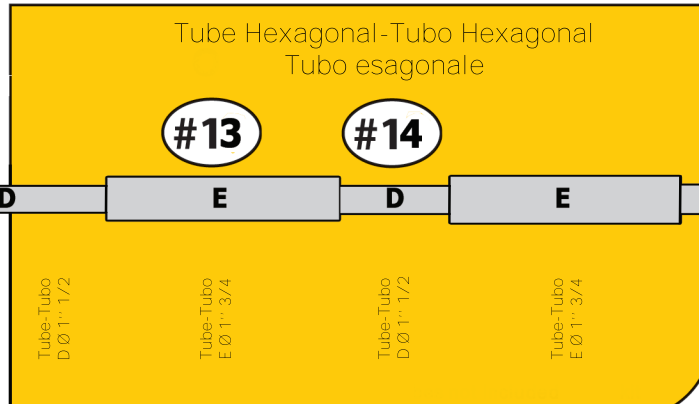 Tube Hexagonal-Tubo Hexagonal
Tubo esagonale
#13
#14
D
E
D
E
Tube-Tubo
D Ø 1'' 1/2
Tube-Tubo
E Ø 1'' 3/4
Tube-Tubo
D Ø 1'' 1/2
Tube-Tubo
E Ø 1'' 3/4